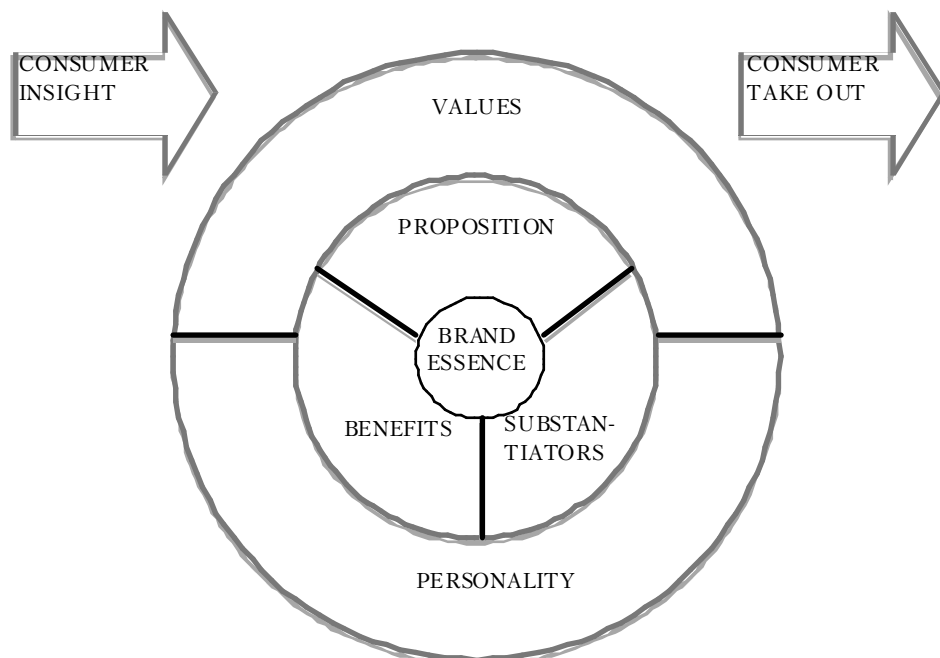 CONSUMER
INSIGHT
CONSUMER
TAKE OUT
VALUES
PROPOSITION
BRAND
ESSENCE
BENEFITS
SUBSTAN-
TIATORS
PERSONALITY